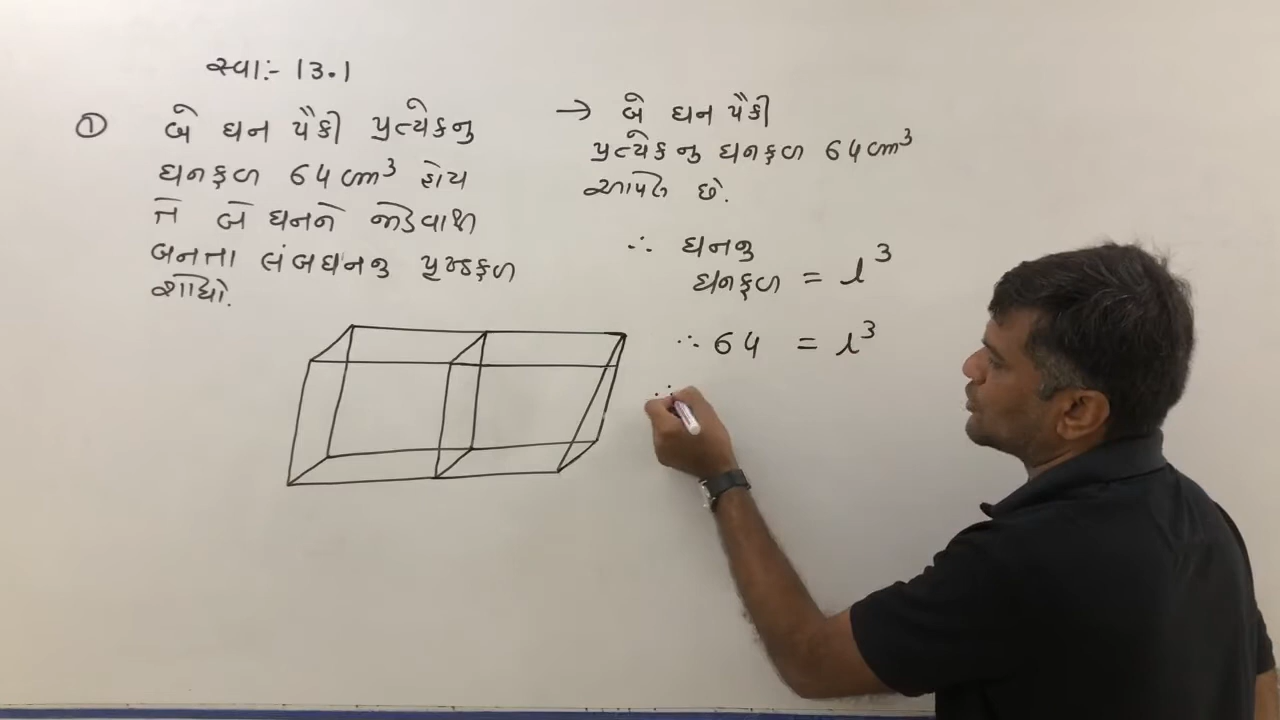 સ્વા:- 13.1
① બે ઘન પૈકી પ્રત્યેકનુ
ઘનફળ 64 cm³ હોય
તે બે ઘનને જોડવાથી
બનતા લંબઘનનુ પૃષ્ઠફળ
શોધો.
→ બે ઘન પૈકી
પ્રત્યેકનુ ઘનફળ 64 cm³
આપેલ છે.
∴ ઘનનુ
ઘનફળ = l³
∴ 64 = l³
∴